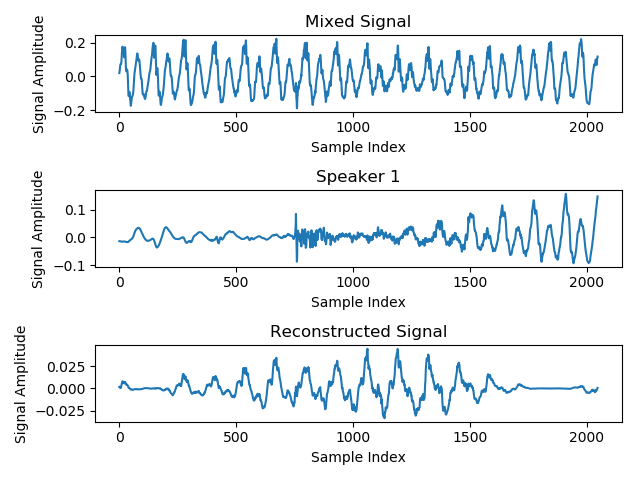 Mixed Signal
Signal Amplitude
0.2
0.0
−0.2
0 500 1000 1500 2000
Sample Index
Speaker 1
Signal Amplitude
0.1
0.0
−0.1
0 500 1000 1500 2000
Sample Index
Reconstructed Signal
Signal Amplitude
0.025
0.000
−0.025
0 500 1000 1500 2000
Sample Index